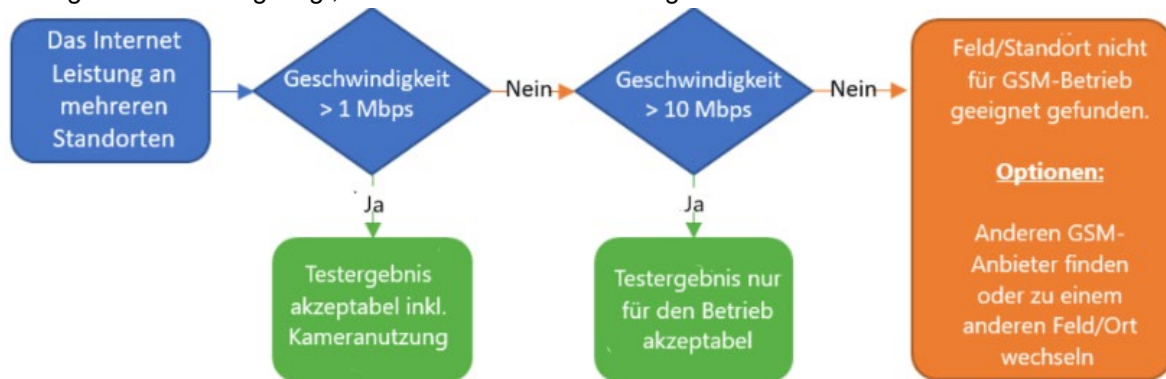 Das Internet
Leistung an
mehreren
Standorten
Geschwindigkeit
> 1 Mbps
Nein
Geschwindigkeit
> 10 Mbps
Nein
Feld/Standort nicht
für GSM-Betrieb
geeignet gefunden.
Optionen:
Anderen GSM-
Anbieter finden
oder zu einem
anderen Feld/Ort
wechseln
Ja
Ja
Testergebnis
akzeptabel inkl.
Kameranutzung
Testergebnis nur
für den Betrieb
akzeptabel